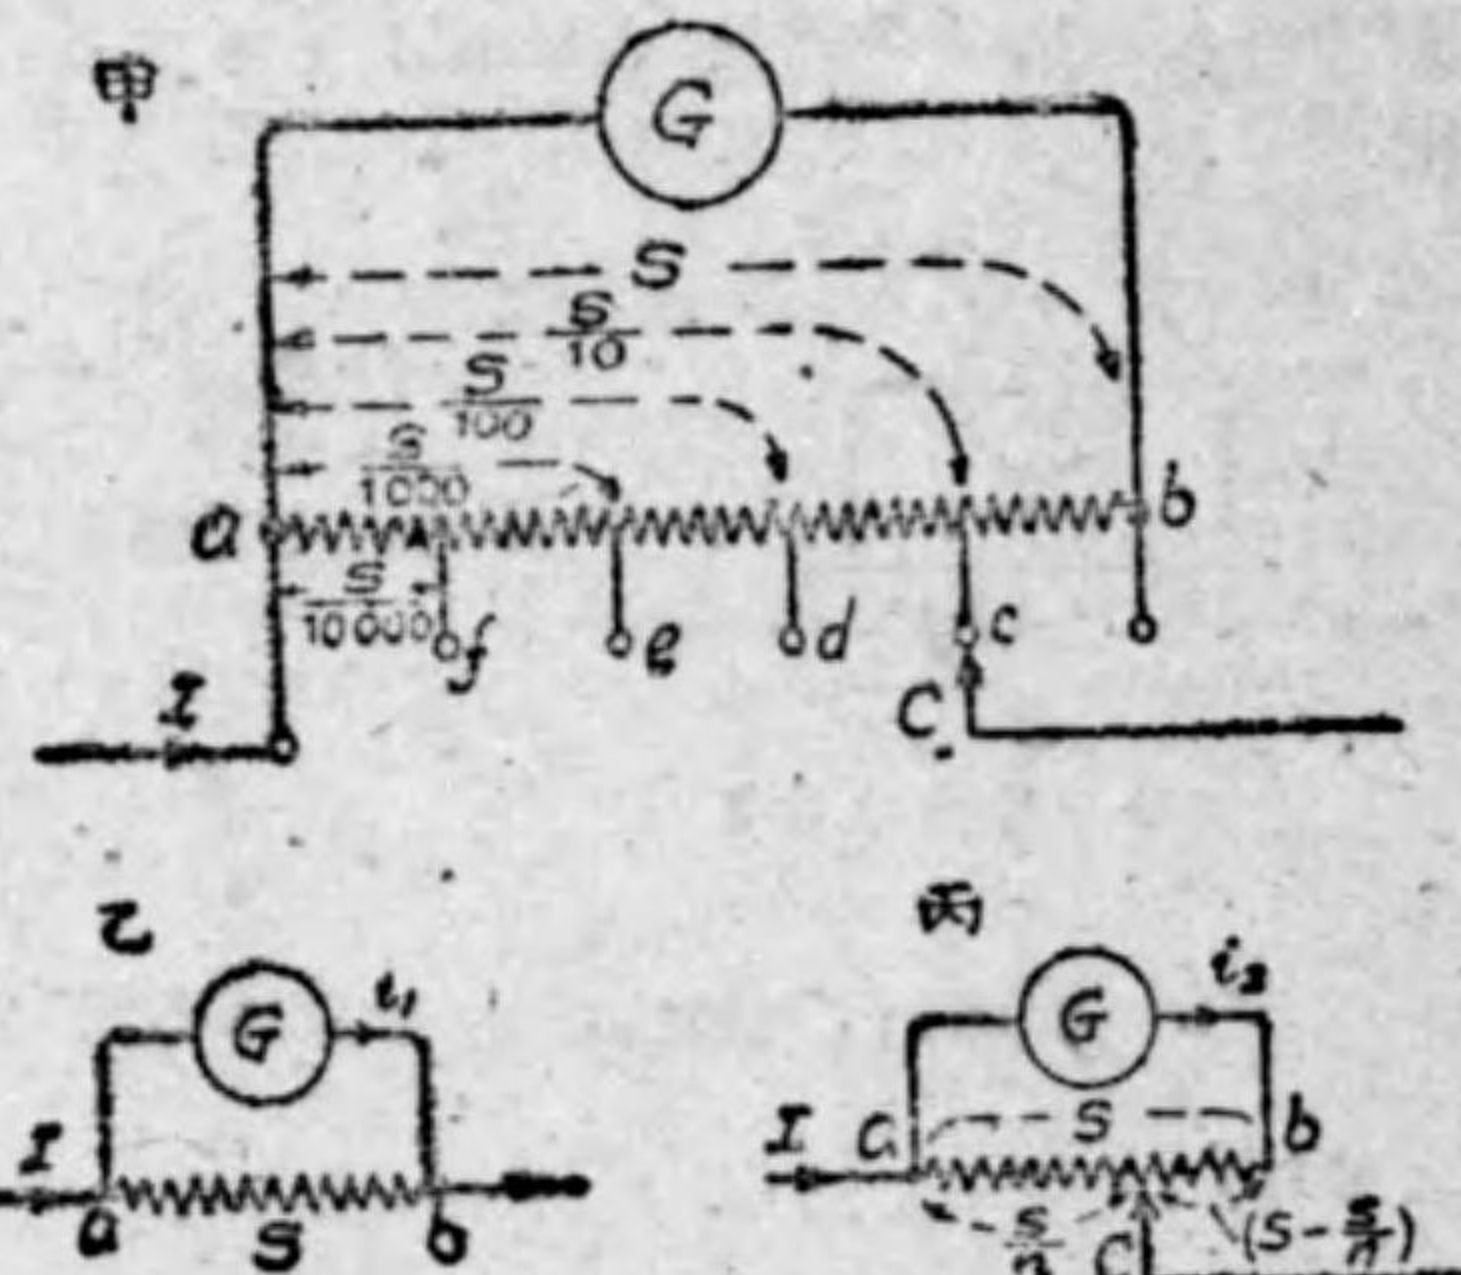 甲
G
S
S/10
S/100
S/1000
a b
S/10000
f e d c
I C
乙 丙
G i₁
G i₂
I a S b
I a S b
S/n C (S - S/n)